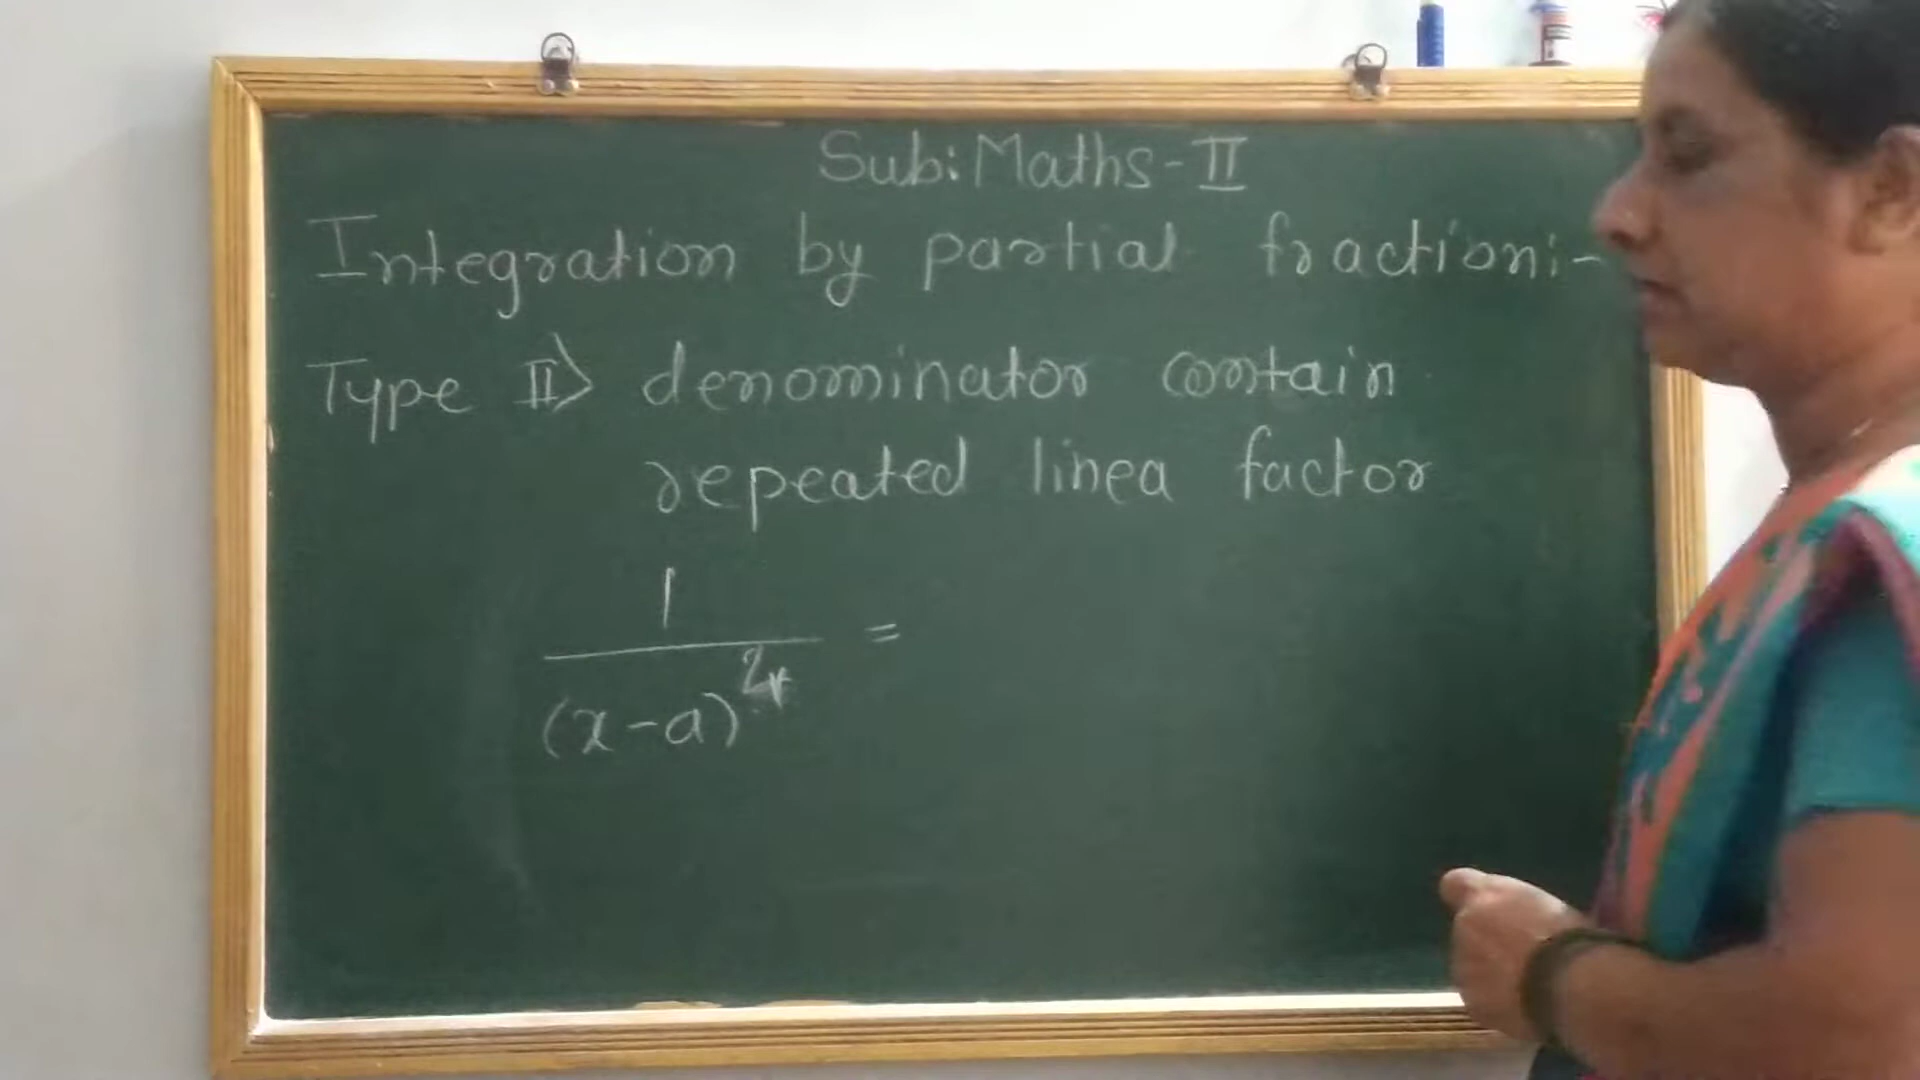 Sub: Maths - II
Integration by partial fraction:-
Type II> denominator contain
repeated linea factor
1
(x-a)² =